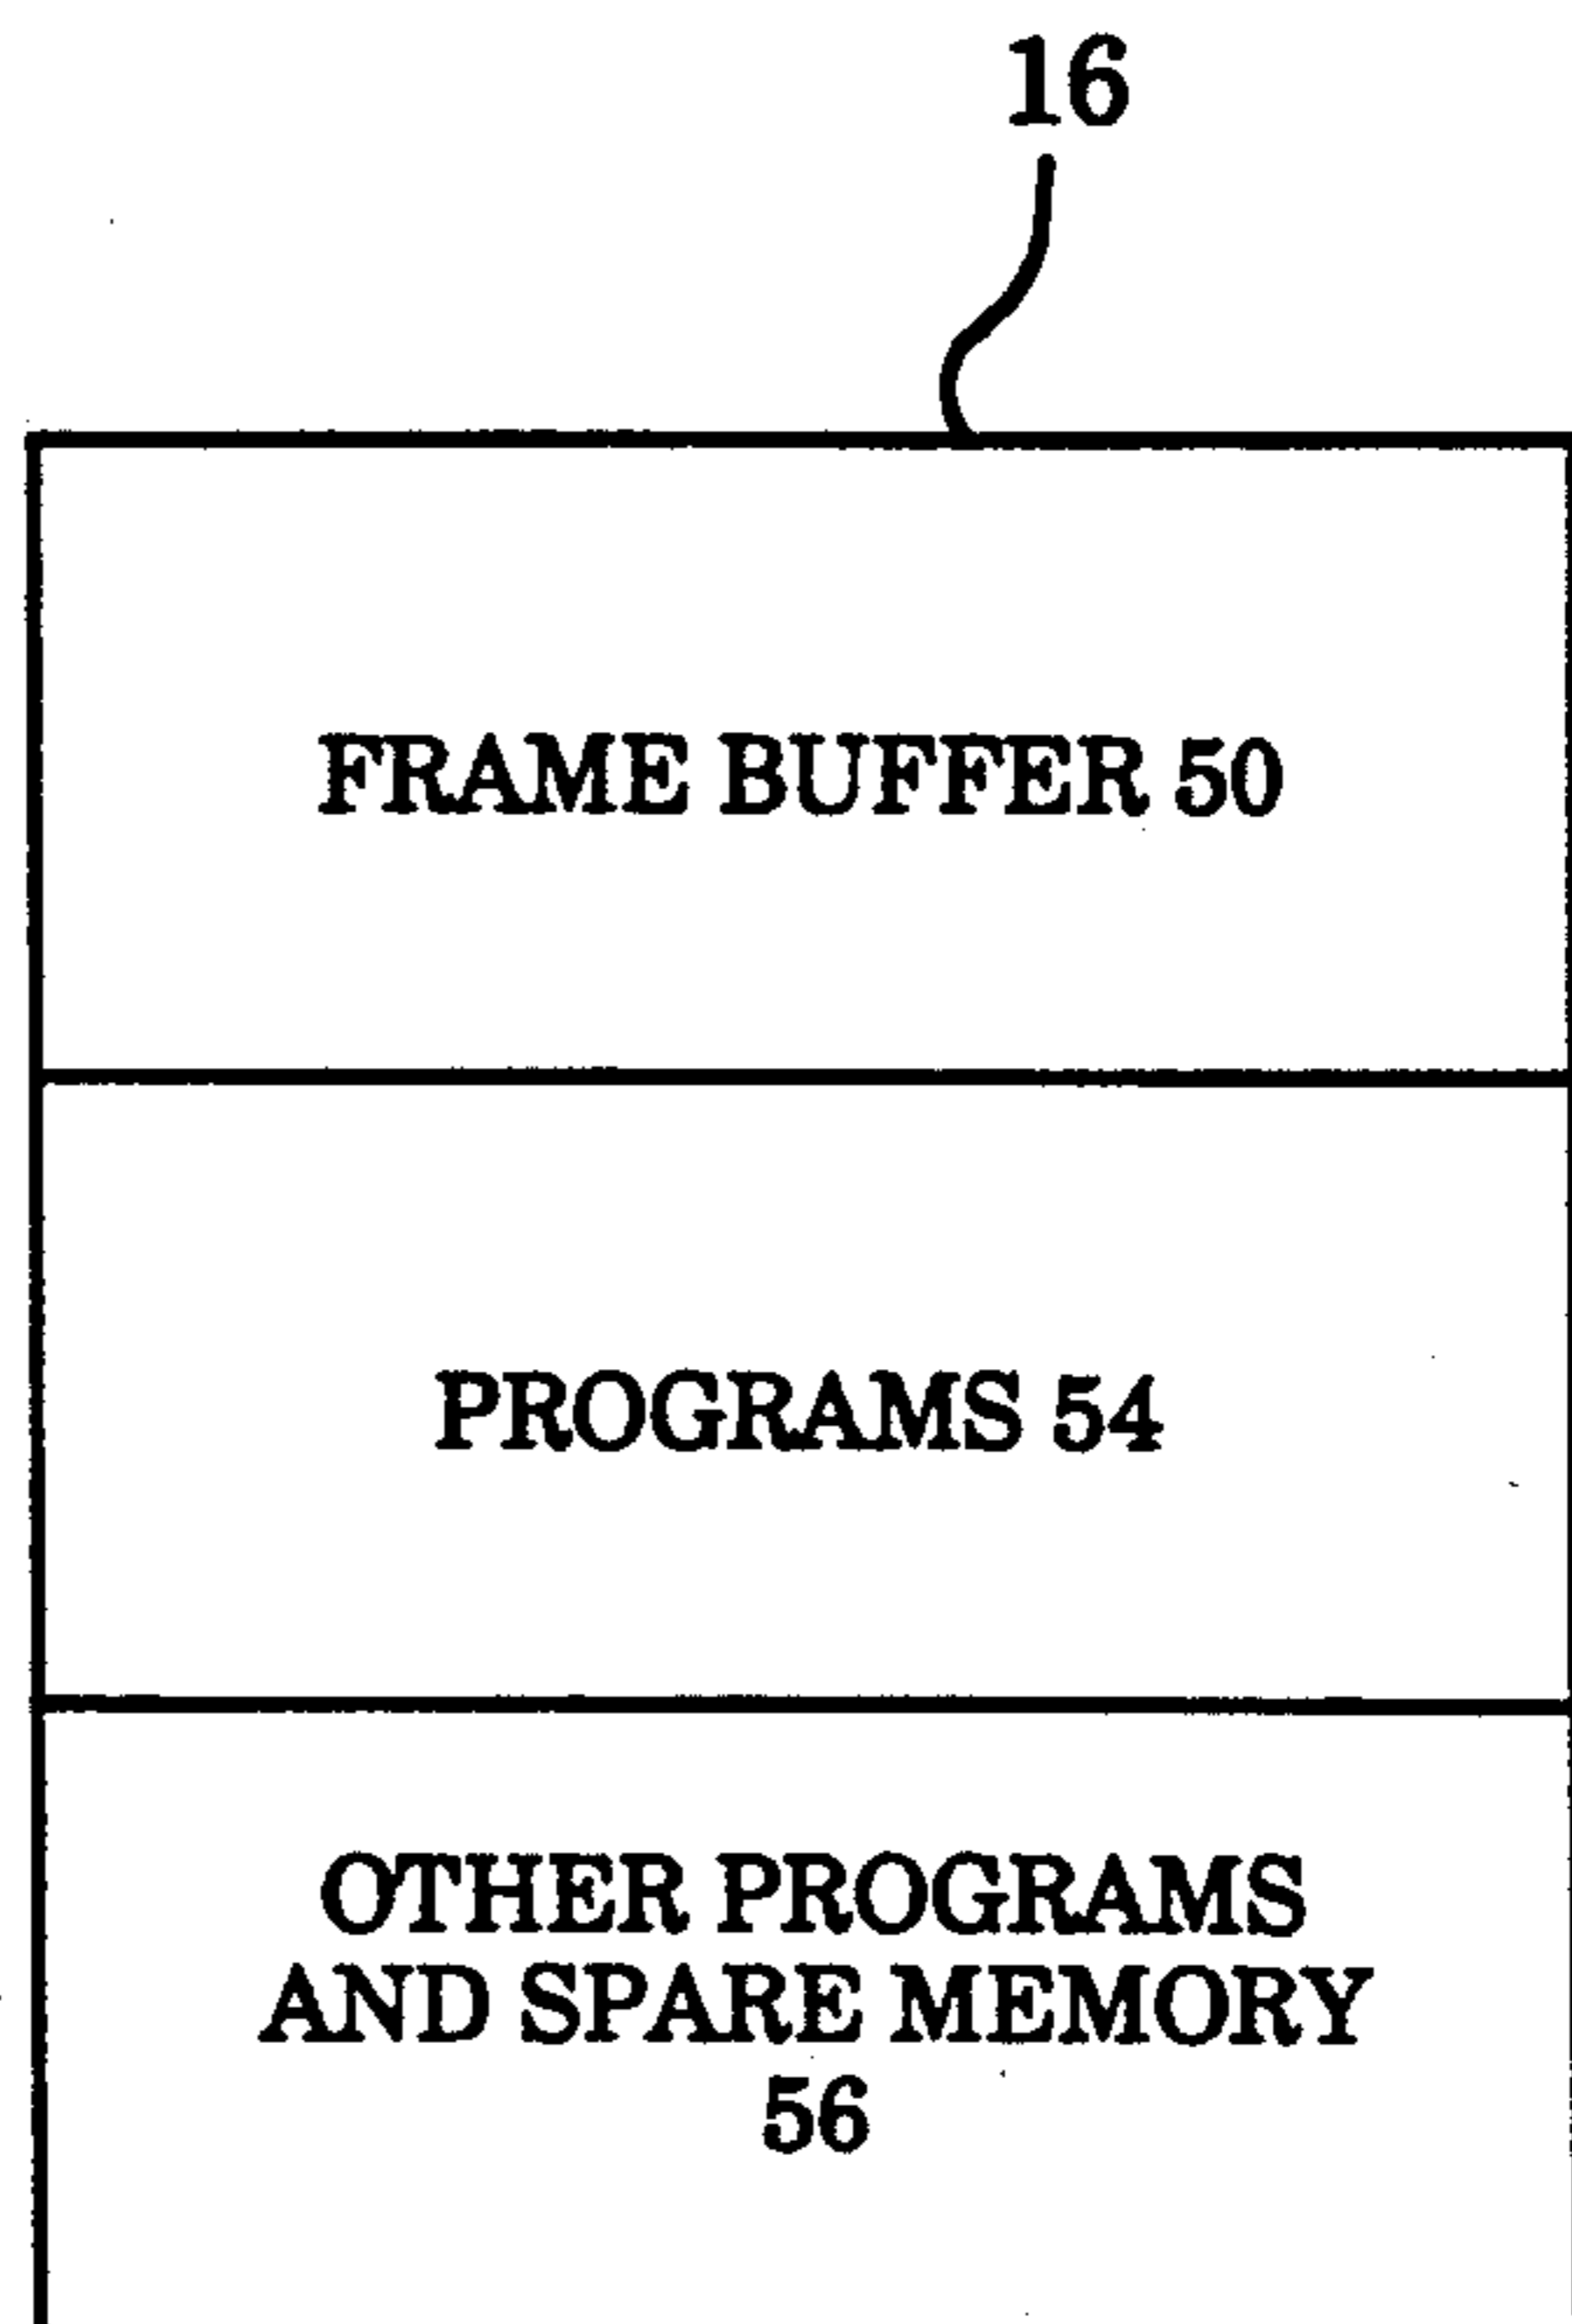 16
FRAME BUFFER 50
PROGRAMS 54
OTHER PROGRAMS
AND SPARE MEMORY
56